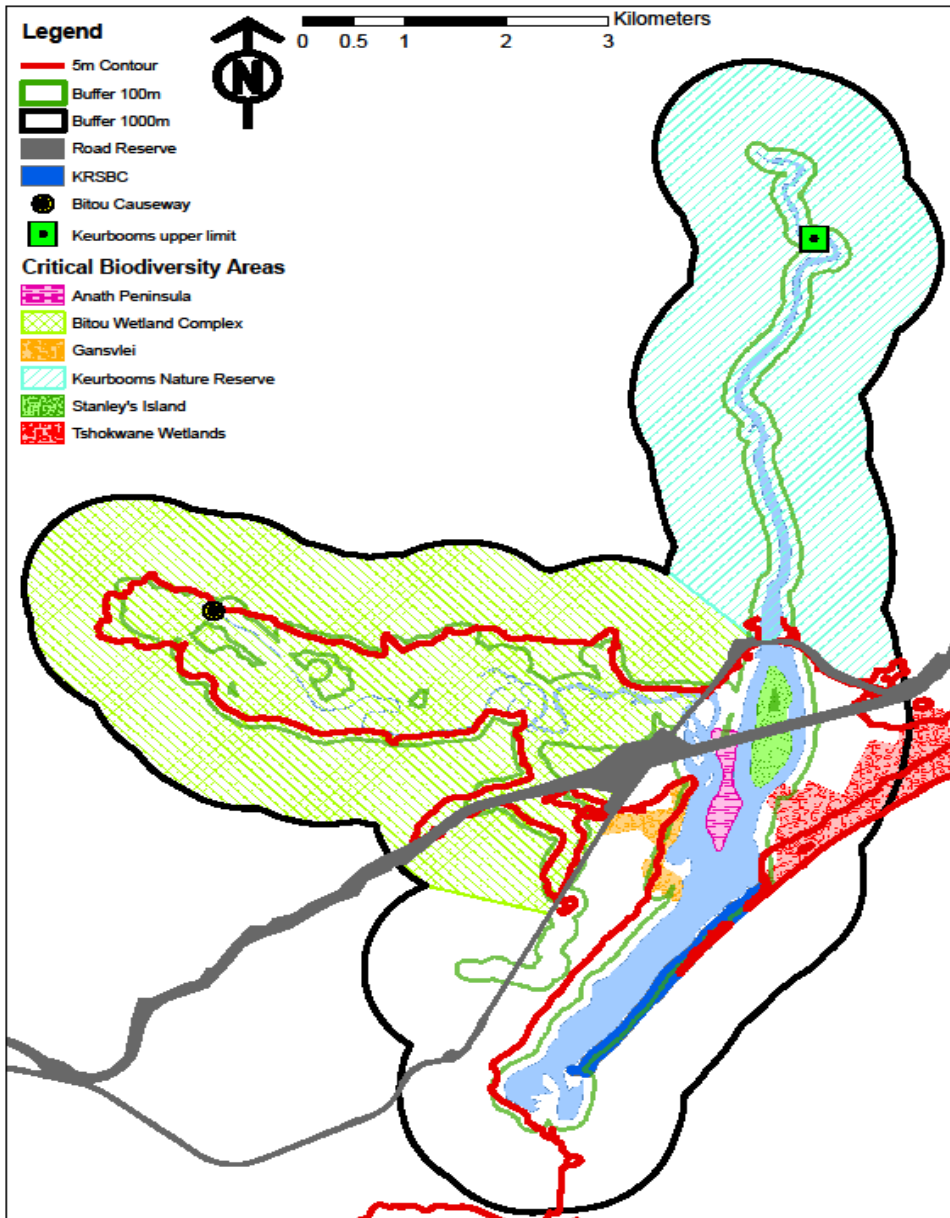 Legend
5m Contour
Buffer 100m
Buffer 1000m
Road Reserve
KRSBC
Bitou Causeway
Keurbooms upper limit
Critical Biodiversity Areas
Anath Peninsula
Bitou Wetland Complex
Gansvlei
Keurbooms Nature Reserve
Stanley's Island
Tshokwane Wetlands
N
Kilometers
0 0.5 1 2 3